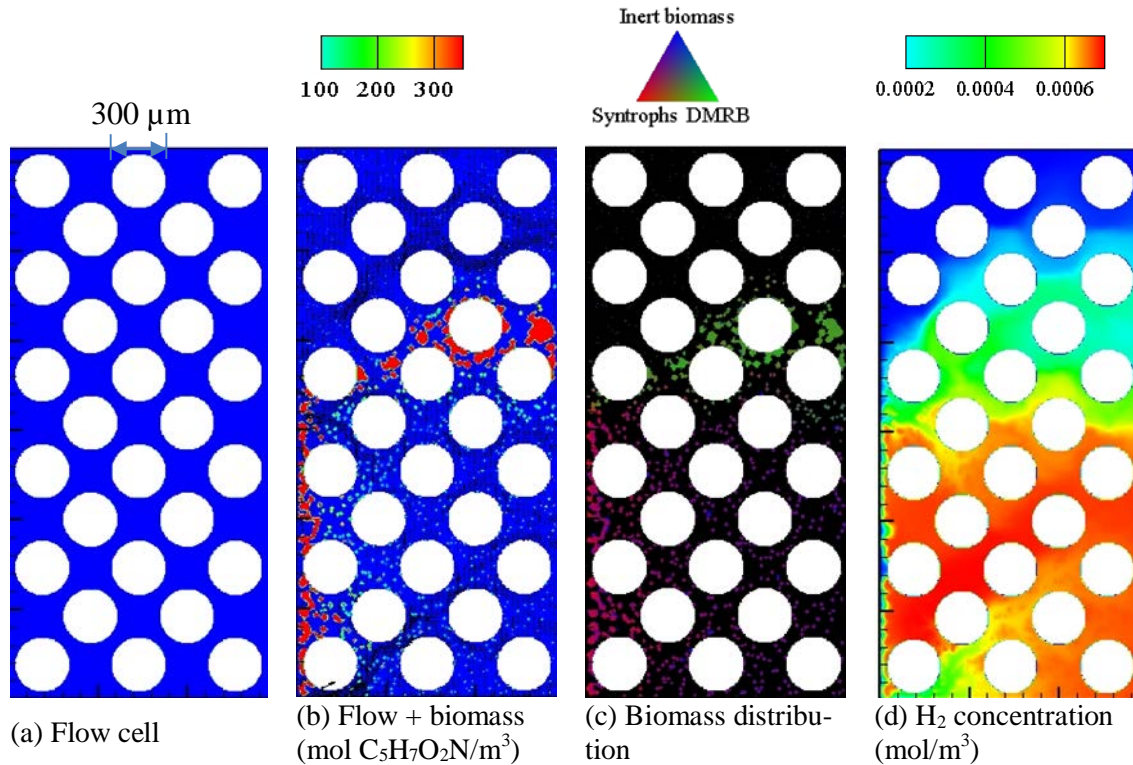 Inert biomass
100 200 300
Syntrophs DMRB
0.0002 0.0004 0.0006
300 µm
(a) Flow cell
(b) Flow + biomass
(mol C₅H₇O₂N/m³)
(c) Biomass distribu-
tion
(d) H₂ concentration
(mol/m³)